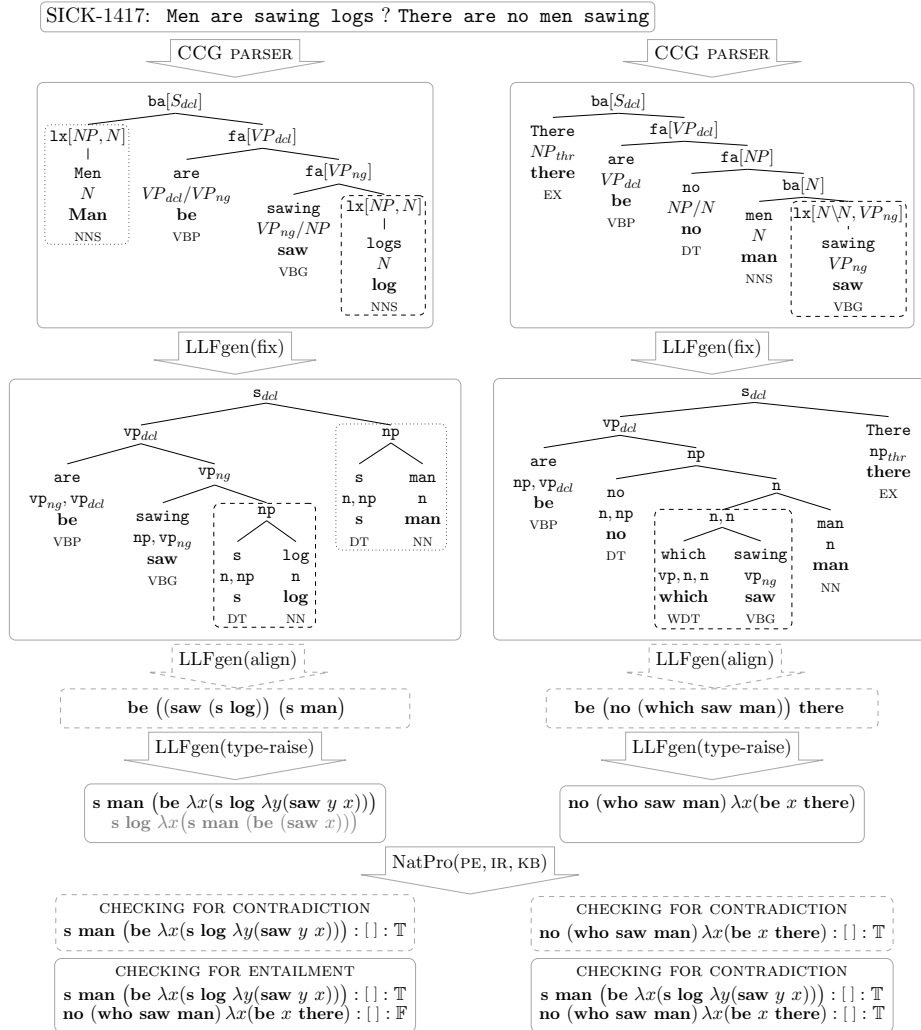 SICK-1417: Men are sawing logs ? There are no men sawing
CCG PARSER
CCG PARSER
ba[S_dcl]
lx[NP, N]
fa[VP_dcl]
Men
N
Man
NNS
are
VP_dcl/VP_ng
be
VBP
fa[VP_ng]
sawing
VP_ng/NP
saw
VBG
lx[NP, N]
logs
N
log
NNS
ba[S_dcl]
There
NP_thr
there
EX
fa[VP_dcl]
are
VP_dcl
be
VBP
fa[NP]
no
NP/N
no
DT
ba[N]
men
N
man
NNS
lx[N\N, VP_ng]
sawing
VP_ng
saw
VBG
LLFgen(fix)
LLFgen(fix)
s_dcl
vp_dcl
np
are
vp_ng, vp_dcl
be
VBP
vp_ng
sawing
np, vp_ng
saw
VBG
np
s
n, np
s
DT
log
n
log
NN
s
n, np
s
DT
man
n
man
NN
s_dcl
vp_dcl
There
np_thr
there
EX
are
np, vp_dcl
be
VBP
np
no
n, np
no
DT
n
n, n
which
vp, n, n
which
WDT
sawing
vp_ng
saw
VBG
man
n
man
NN
LLFgen(align)
LLFgen(align)
be ((saw (s log)) (s man)
be (no (which saw man)) there
LLFgen(type-raise)
LLFgen(type-raise)
s man (be λx(s log λy(saw y x)))
s log λx(s man (be (saw x)))
no (who saw man) λx(be x there)
NatPro(PE, IR, KB)
CHECKING FOR CONTRADICTION
s man (be λx(s log λy(saw y x))) : [ ] : 𝕋
CHECKING FOR CONTRADICTION
no (who saw man) λx(be x there) : [ ] : 𝕋
CHECKING FOR ENTAILMENT
s man (be λx(s log λy(saw y x))) : [ ] : 𝕋
no (who saw man) λx(be x there) : [ ] : 𝔽
CHECKING FOR CONTRADICTION
s man (be λx(s log λy(saw y x))) : [ ] : 𝕋
no (who saw man) λx(be x there) : [ ] : 𝕋